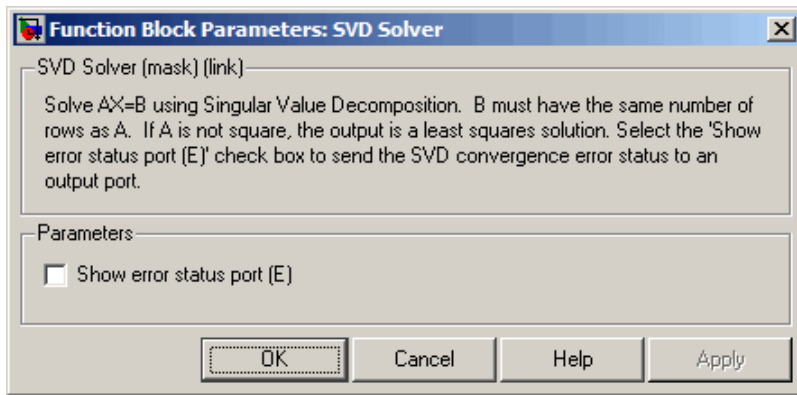 Function Block Parameters: SVD Solver
SVD Solver (mask) (link)
Solve AX=B using Singular Value Decomposition.  B must have the same number of
rows as A.  If A is not square, the output is a least squares solution. Select the 'Show
error status port (E)' check box to send the SVD convergence error status to an
output port.
Parameters
Show error status port (E)
OK Cancel Help Apply